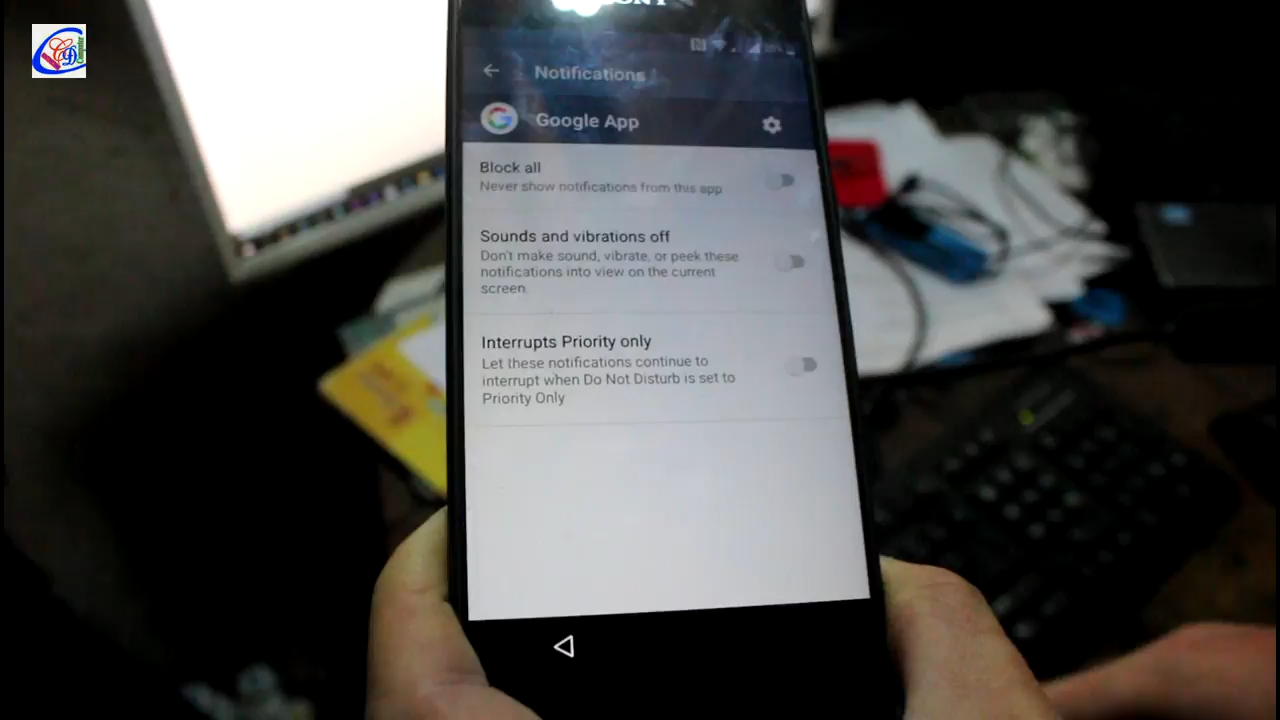 Notifications
Google App
Block all
Never show notifications from this app
Sounds and vibrations off
Don't make sound, vibrate, or peek these
notifications into view on the current
screen.
Interrupts Priority only
Let these notifications continue to
interrupt when Do Not Disturb is set to
Priority Only